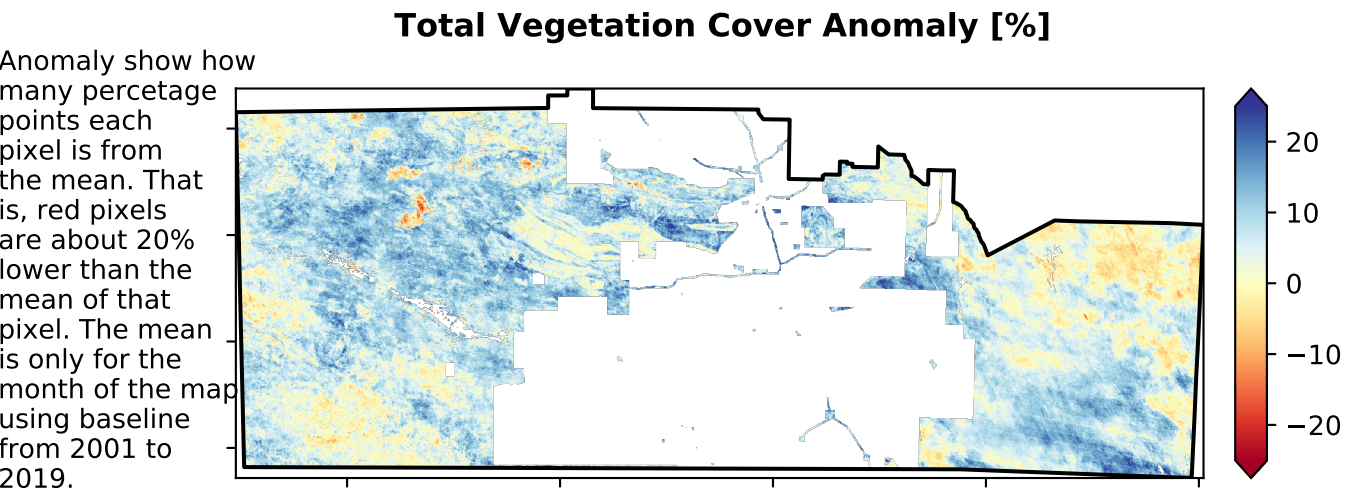 Total Vegetation Cover Anomaly [%]
Anomaly show how
many percetage
points each
pixel is from
the mean. That
is, red pixels
are about 20%
lower than the
mean of that
pixel. The mean
is only for the
month of the map
using baseline
from 2001 to
2019.
20
10
0
−10
−20